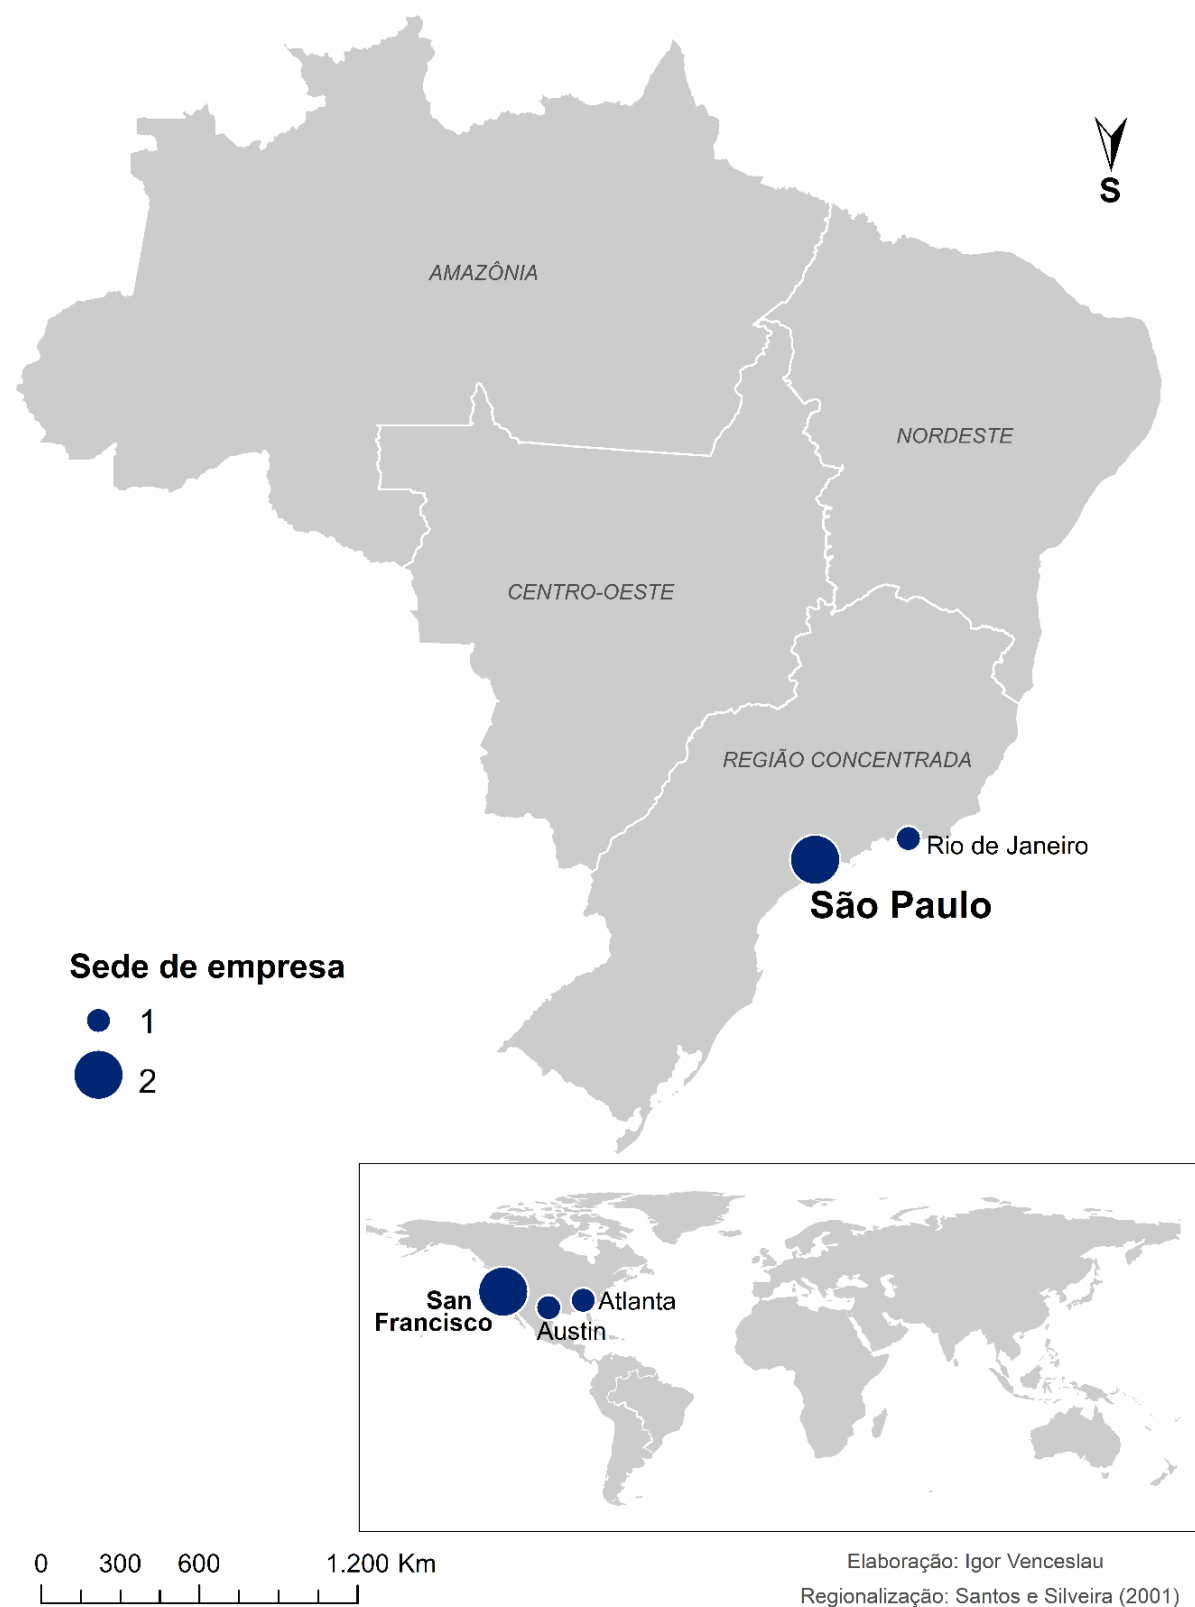 S
AMAZÔNIA
NORDESTE
CENTRO-OESTE
REGIÃO CONCENTRADA
Rio de Janeiro
São Paulo
Sede de empresa
1
2
San
Francisco
Austin
Atlanta
0 300 600 1.200 Km
Elaboração: Igor Venceslau
Regionalização: Santos e Silveira (2001)